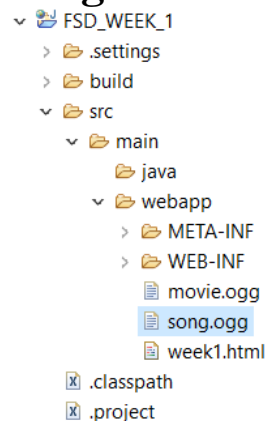 FSD_WEEK_1
.settings
build
src
main
java
webapp
META-INF
WEB-INF
movie.ogg
song.ogg
week1.html
.classpath
.project